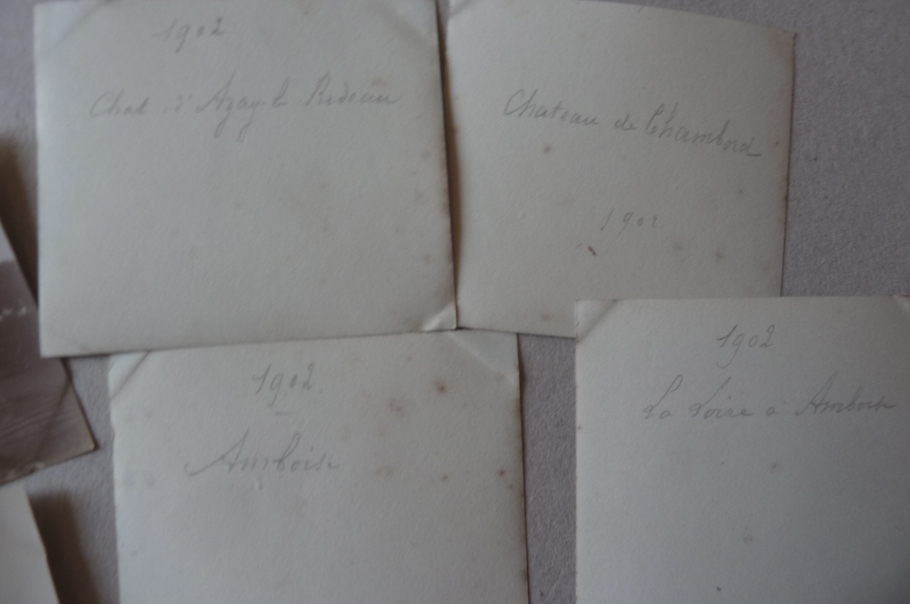 1902
Chat. d'Azay-le Rideau
Chateau de Chambord
1902
1902
Amboise
1902
La Loire à Amboise